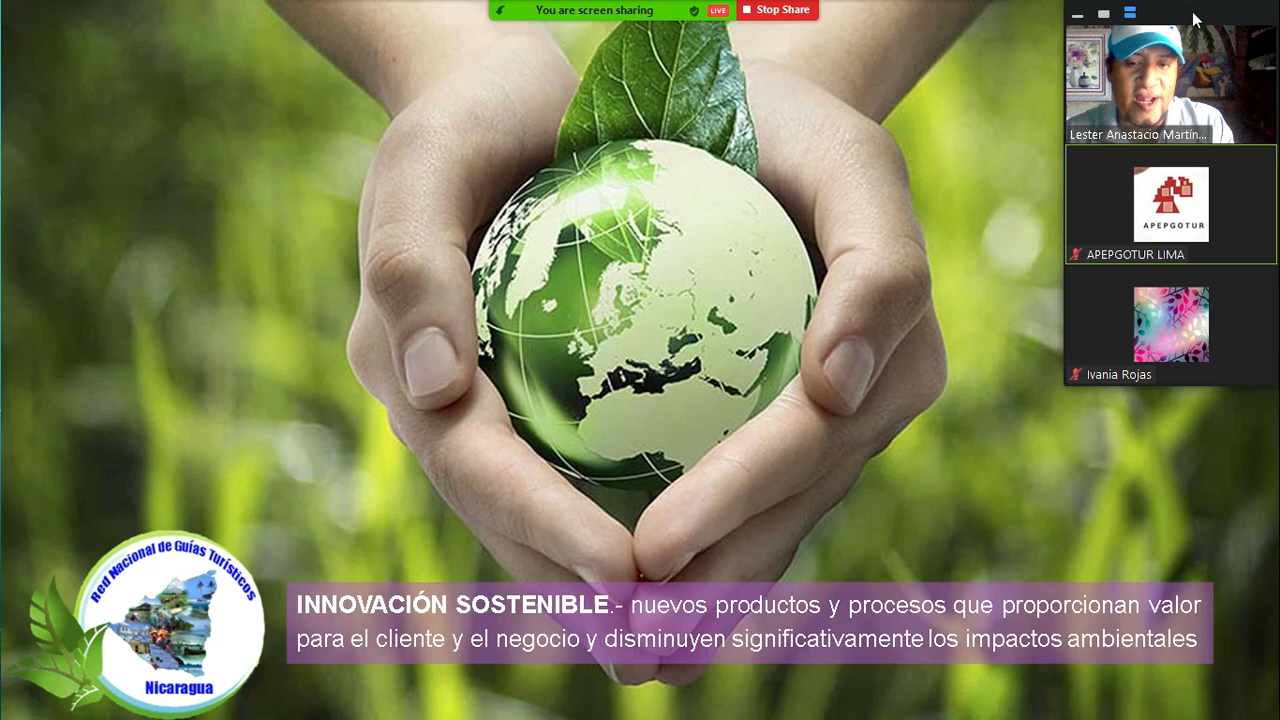 You are screen sharing
LIVE
Stop Share
Lester Anastacio Martín...
APEPGOTUR
APEPGOTUR LIMA
Ivania Rojas
Red Nacional de Guías Turísticos
Nicaragua
INNOVACIÓN SOSTENIBLE.- nuevos productos y procesos que proporcionan valor
para el cliente y el negocio y disminuyen significativamente los impactos ambientales